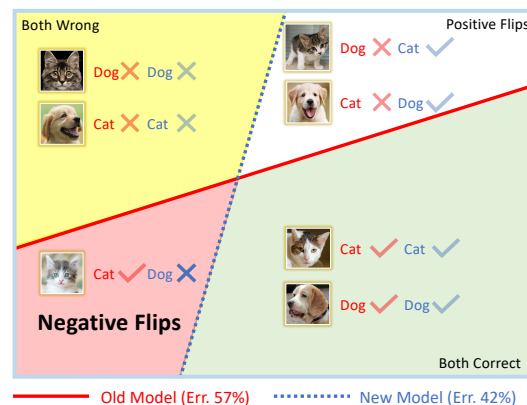 Both Wrong
Positive Flips
Dog Cat
Dog Dog
Cat Dog
Cat Cat
Cat Cat
Cat Dog
Dog Dog
Negative Flips
Both Correct
Old Model (Err. 57%) New Model (Err. 42%)